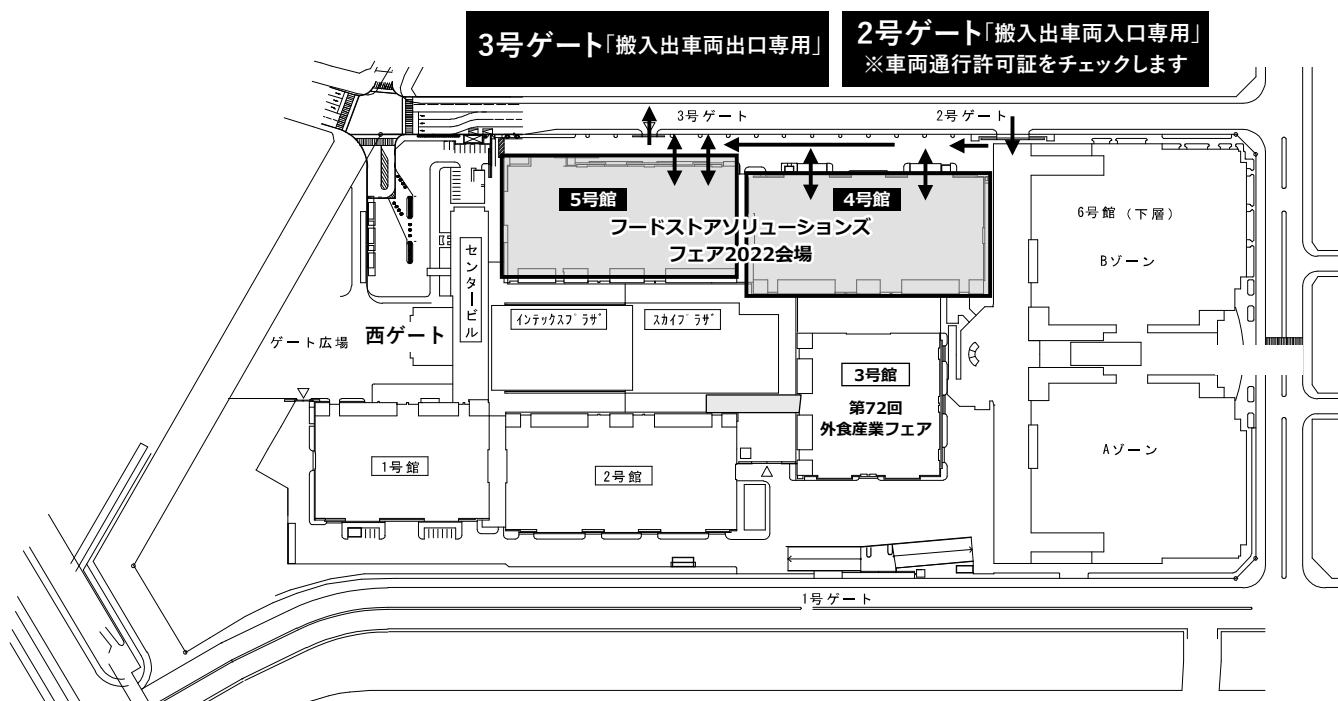 3号ゲート「搬入出車両出口専用」
2号ゲート「搬入出車両入口専用」
※車両通行許可証をチェックします
3号ゲート
2号ゲート
5号館
4号館
フードストアソリューションズ
フェア2022会場
6号館（下層）
Bゾーン
センタービル
インテックスプラザ
スカイプラザ
西ゲート
ゲート広場
3号館
第72回
外食産業フェア
Aゾーン
1号館
2号館
1号ゲート